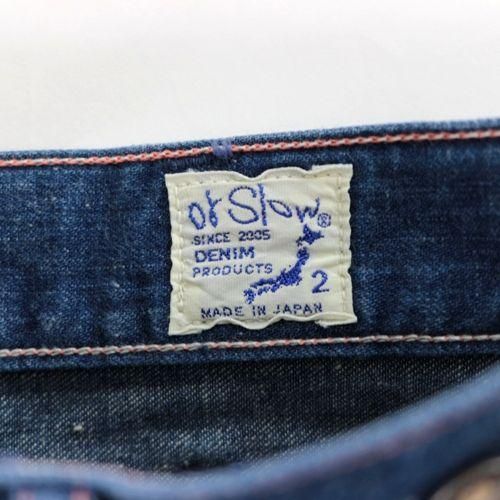 or Slow®
SINCE 2005
DENIM
PRODUCTS 2
MADE IN JAPAN